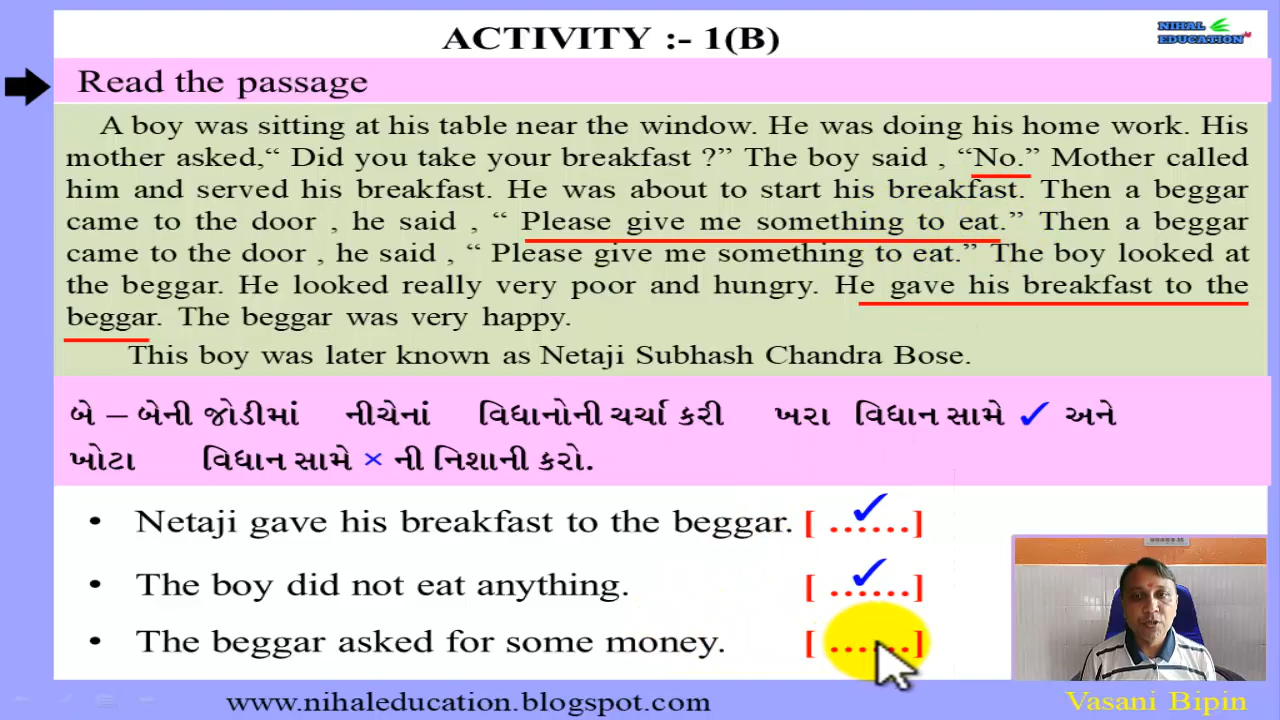 ACTIVITY :- 1(B)
NIHAL
EDUCATION
Read the passage
A boy was sitting at his table near the window. He was doing his home work. His
mother asked,“ Did you take your breakfast ?” The boy said , “No.” Mother called
him and served his breakfast. He was about to start his breakfast. Then a beggar
came to the door , he said , “ Please give me something to eat.” Then a beggar
came to the door , he said , “ Please give me something to eat.” The boy looked at
the beggar. He looked really very poor and hungry. He gave his breakfast to the
beggar. The beggar was very happy.
This boy was later known as Netaji Subhash Chandra Bose.
બે – બેની જોડીમાં નીચેનાં વિધાનોની ચર્ચા કરી ખરા વિધાન સામે ✓ અને
ખોટા વિધાન સામે × ની નિશાની કરો.
• Netaji gave his breakfast to the beggar. [ ...✓... ]
• The boy did not eat anything. [ ...✓... ]
• The beggar asked for some money. [ ...... ]
www.nihaleducation.blogspot.com
Vasani Bipin